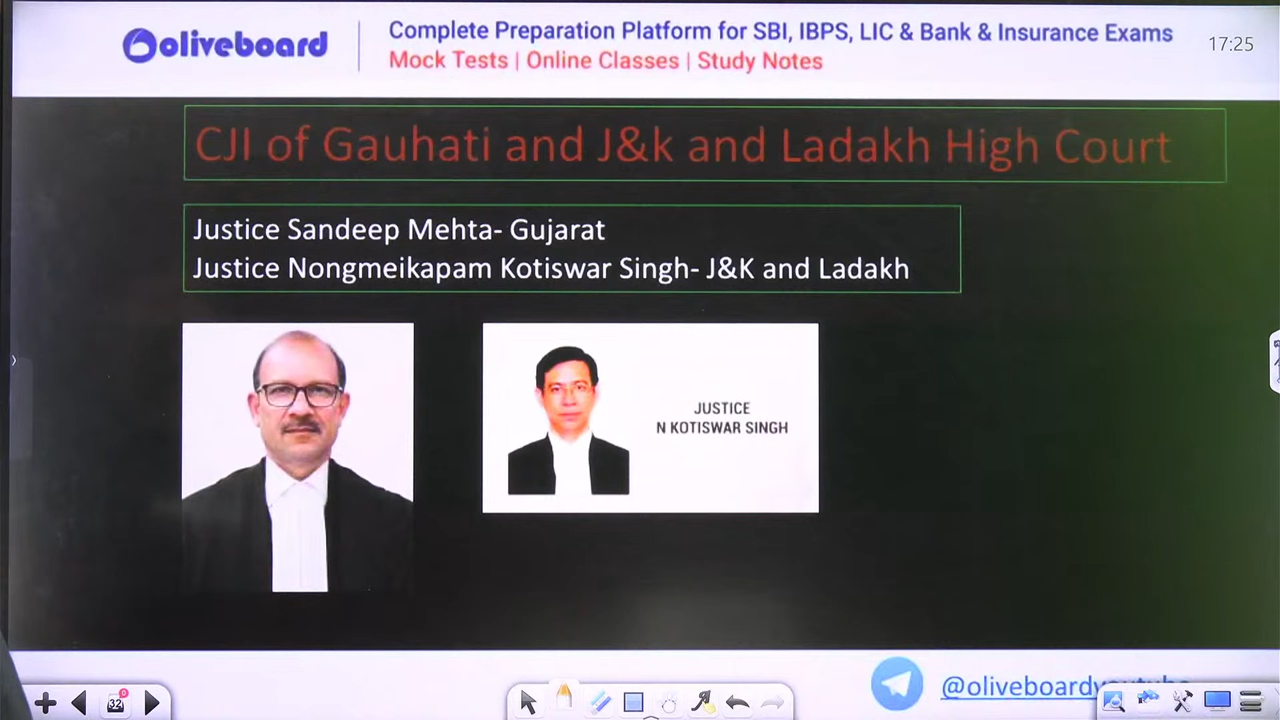 oliveboard
Complete Preparation Platform for SBI, IBPS, LIC & Bank & Insurance Exams
Mock Tests | Online Classes | Study Notes
17:25
CJI of Gauhati and J&k and Ladakh High Court
Justice Sandeep Mehta- Gujarat
Justice Nongmeikapam Kotiswar Singh- J&K and Ladakh
JUSTICE
N KOTISWAR SINGH
32
0